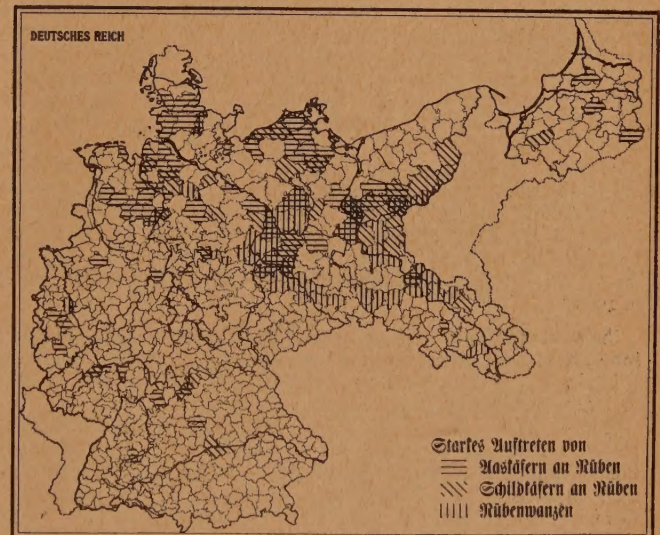 DEUTSCHES REICH
Starkes Auftreten von
Aaskäfern an Rüben
Schildkäfern an Rüben
Rübenwanzen